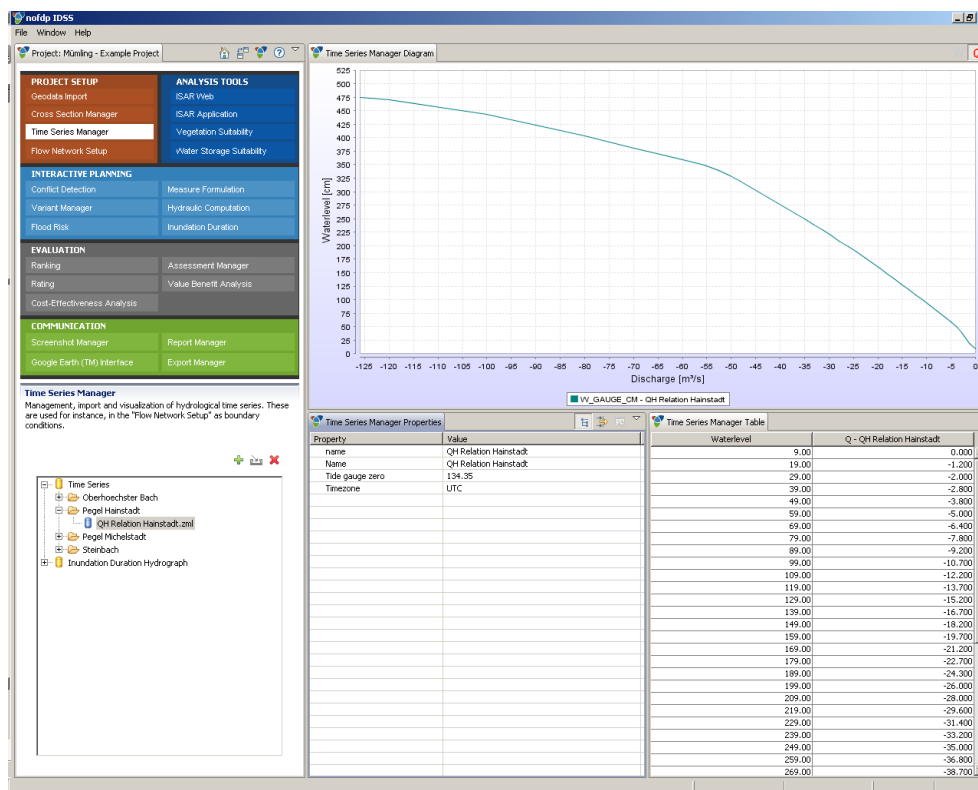 nofdp IDSS
File Window Help
Project: Mümling - Example Project
PROJECT SETUP
Geodata Import
Cross Section Manager
Time Series Manager
Flow Network Setup
ANALYSIS TOOLS
ISAR Web
ISAR Application
Vegetation Suitability
Water Storage Suitability
INTERACTIVE PLANNING
Conflict Detection Measure Formulation
Variant Manager Hydraulic Computation
Flood Risk Inundation Duration
EVALUATION
Ranking Assessment Manager
Rating Value Benefit Analysis
Cost-Effectiveness Analysis
COMMUNICATION
Screenshot Manager Report Manager
Google Earth (TM) Interface Export Manager
Time Series Manager
Management, import and visualization of hydrological time series. These
are used for instance, in the "Flow Network Setup" as boundary
conditions.
Time Series
Oberhoechster Bach
Pegel Hainstadt
QH Relation Hainstadt.zml
Pegel Michelstadt
Steinbach
Inundation Duration Hydrograph
Time Series Manager Diagram
525
500
475
450
425
400
375
350
325
300
275
250
225
200
175
150
125
100
75
50
25
0
Waterlevel [cm]
-125 -120 -115 -110 -105 -100 -95 -90 -85 -80 -75 -70 -65 -60 -55 -50 -45 -40 -35 -30 -25 -20 -15 -10 -5 0
Discharge [m³/s]
W_GAUGE_CM - QH Relation Hainstadt
Time Series Manager Properties
Property Value
name QH Relation Hainstadt
Name QH Relation Hainstadt
Tide gauge zero 134.35
Timezone UTC
Time Series Manager Table
Waterlevel Q - QH Relation Hainstadt
9.00 0.000
19.00 -1.200
29.00 -2.000
39.00 -2.800
49.00 -3.800
59.00 -5.000
69.00 -6.400
79.00 -7.800
89.00 -9.200
99.00 -10.700
109.00 -12.200
119.00 -13.700
129.00 -15.200
139.00 -16.700
149.00 -18.200
159.00 -19.700
169.00 -21.200
179.00 -22.700
189.00 -24.300
199.00 -26.000
209.00 -28.000
219.00 -29.600
229.00 -31.400
239.00 -33.200
249.00 -35.000
259.00 -36.800
269.00 -38.700